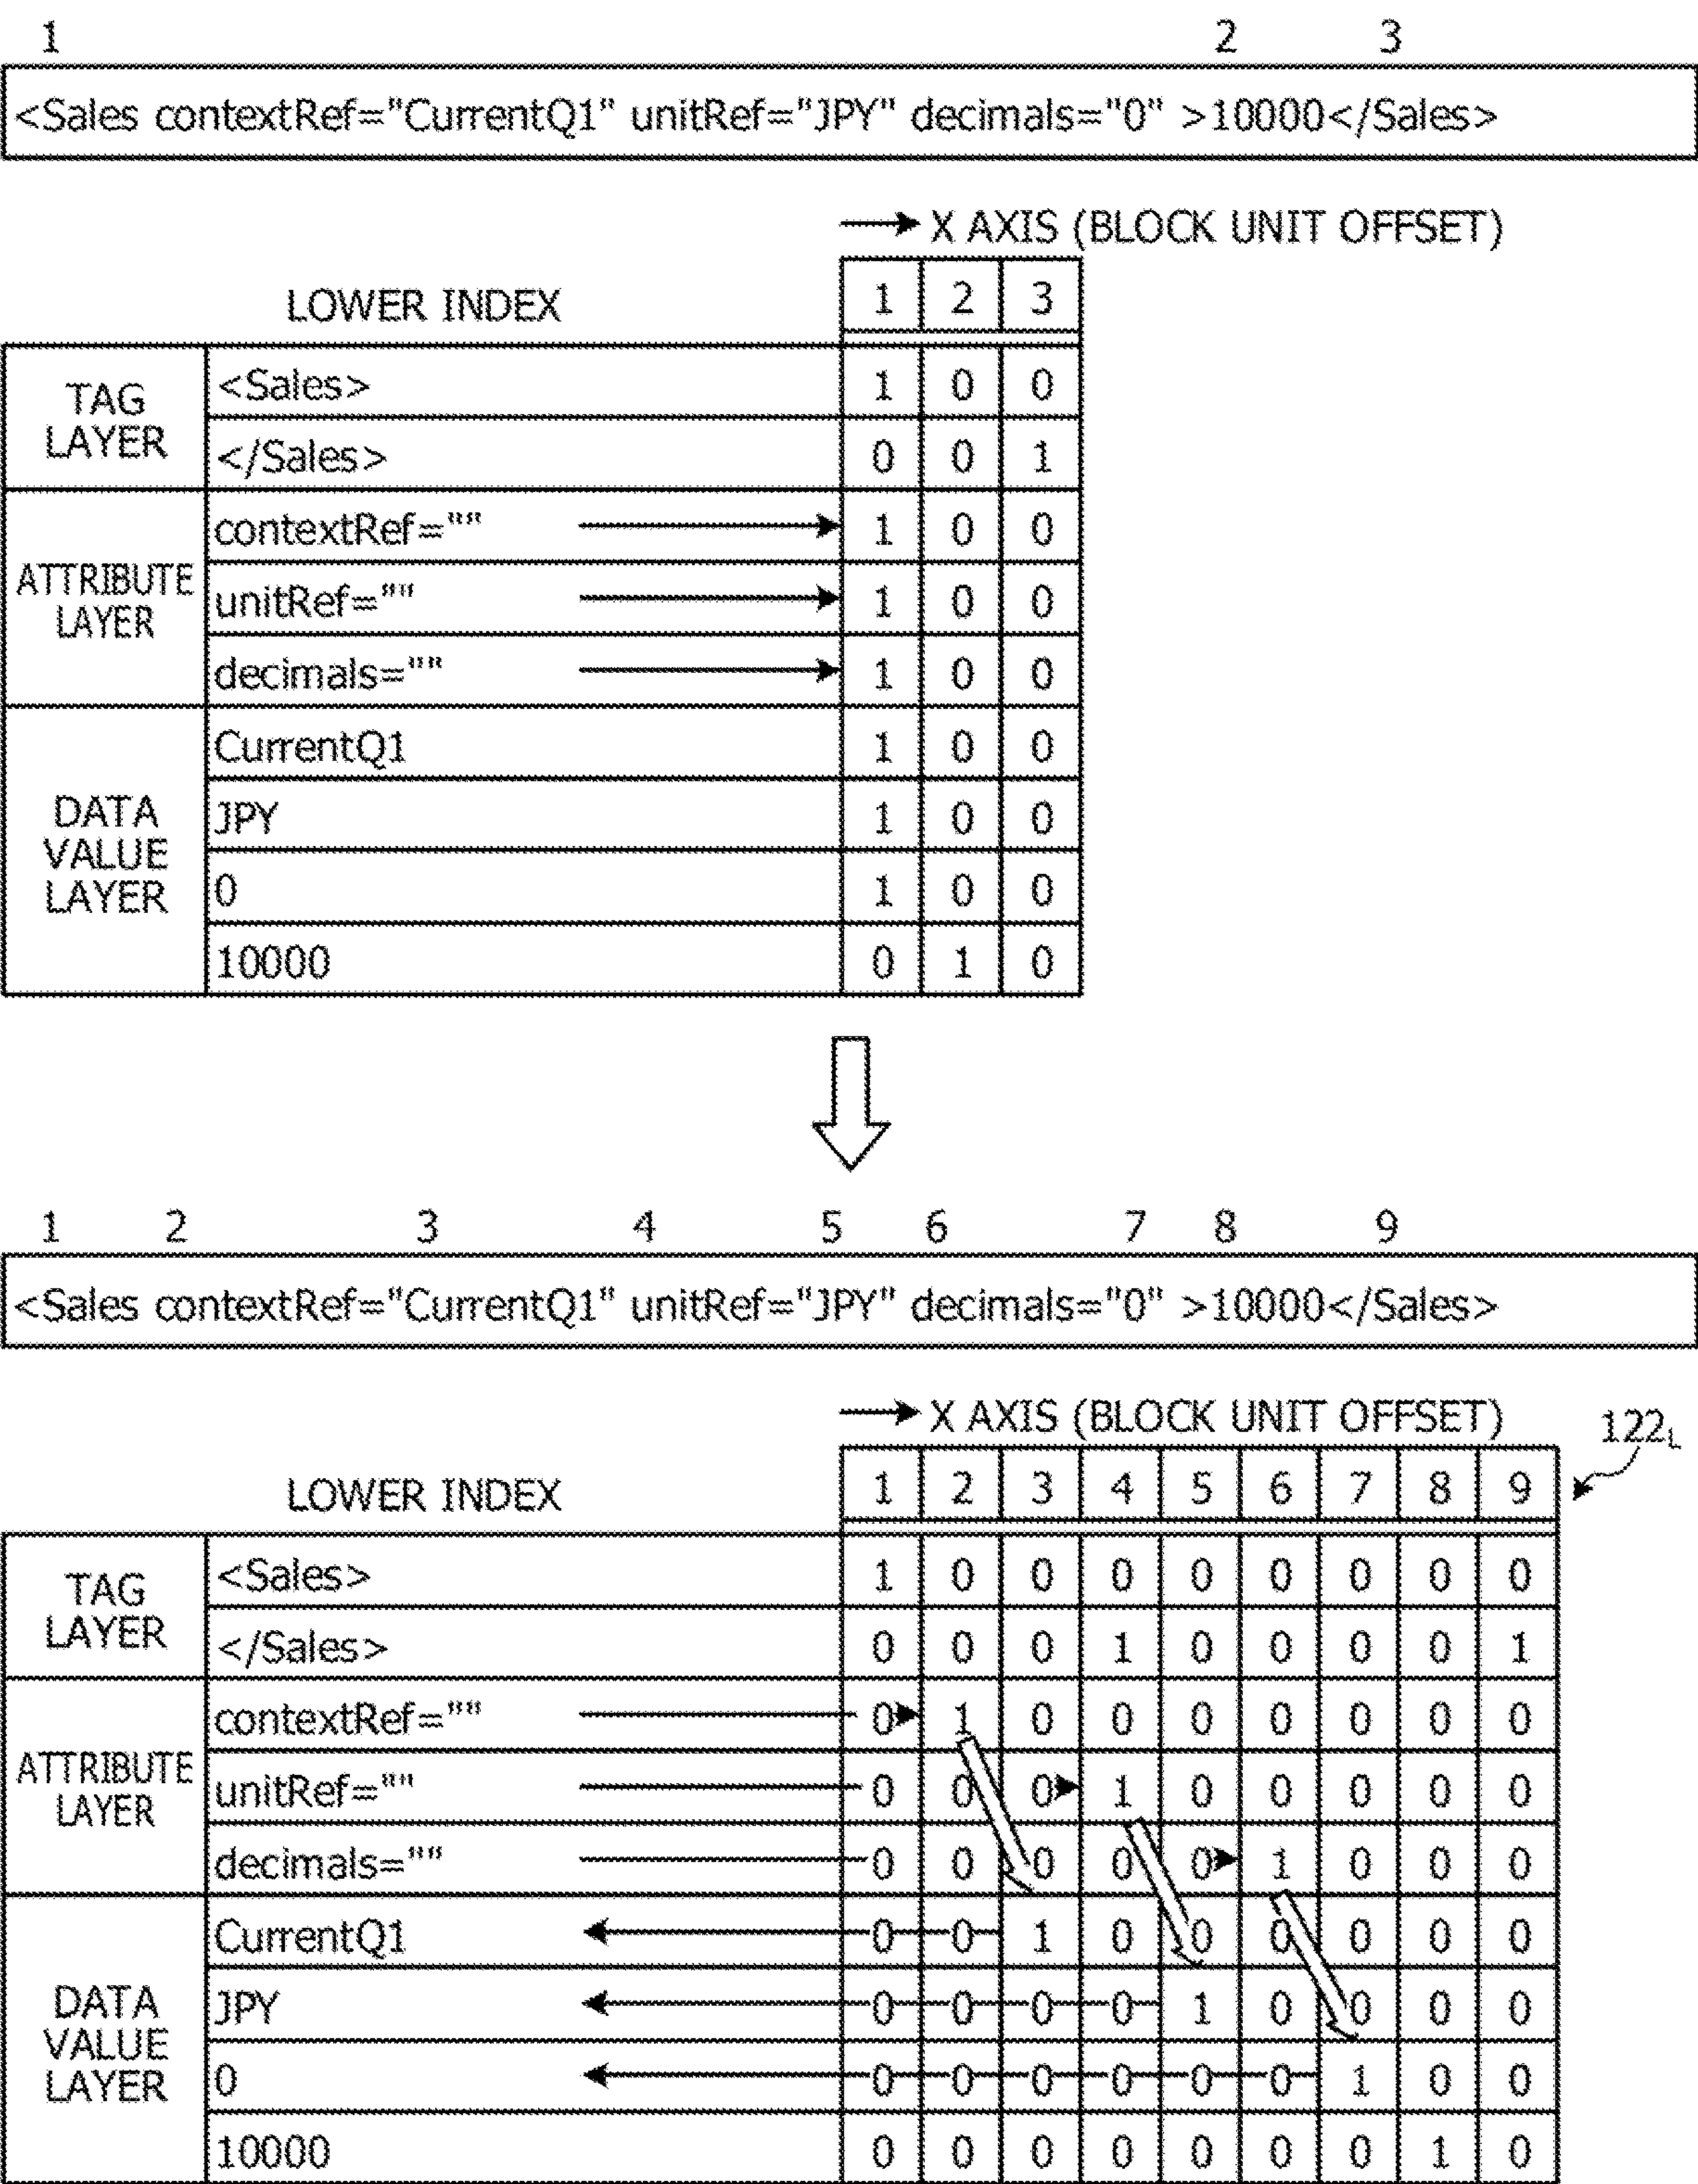 1 2 3
<Sales contextRef="CurrentQ1" unitRef="JPY" decimals="0" >10000</Sales>
X AXIS (BLOCK UNIT OFFSET)
LOWER INDEX 1 2 3
TAG LAYER
<Sales> 1 0 0
</Sales> 0 0 1
ATTRIBUTE LAYER
contextRef="" 1 0 0
unitRef="" 1 0 0
decimals="" 1 0 0
DATA VALUE LAYER
CurrentQ1 1 0 0
JPY 1 0 0
0 1 0 0
10000 0 1 0
1 2 3 4 5 6 7 8 9
<Sales contextRef="CurrentQ1" unitRef="JPY" decimals="0" >10000</Sales>
X AXIS (BLOCK UNIT OFFSET)
122L
LOWER INDEX 1 2 3 4 5 6 7 8 9
TAG LAYER
<Sales> 1 0 0 0 0 0 0 0 0
</Sales> 0 0 0 1 0 0 0 0 1
ATTRIBUTE LAYER
contextRef="" 0 1 0 0 0 0 0 0 0
unitRef="" 0 0 0 1 0 0 0 0 0
decimals="" 0 0 0 0 0 1 0 0 0
DATA VALUE LAYER
CurrentQ1 0 0 1 0 0 0 0 0 0
JPY 0 0 0 0 1 0 0 0 0
0 0 0 0 0 0 0 1 0 0
10000 0 0 0 0 0 0 0 1 0